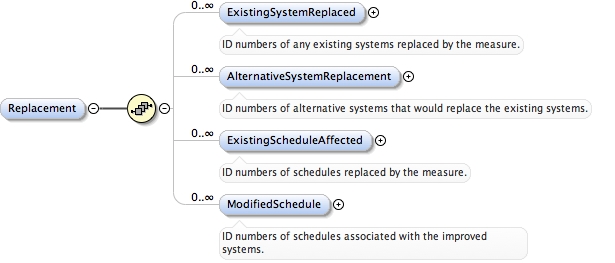 0..∞
ExistingSystemReplaced
ID numbers of any existing systems replaced by the measure.
0..∞
AlternativeSystemReplacement
ID numbers of alternative systems that would replace the existing systems.
Replacement
0..∞
ExistingScheduleAffected
ID numbers of schedules replaced by the measure.
0..∞
ModifiedSchedule
ID numbers of schedules associated with the improved
systems.